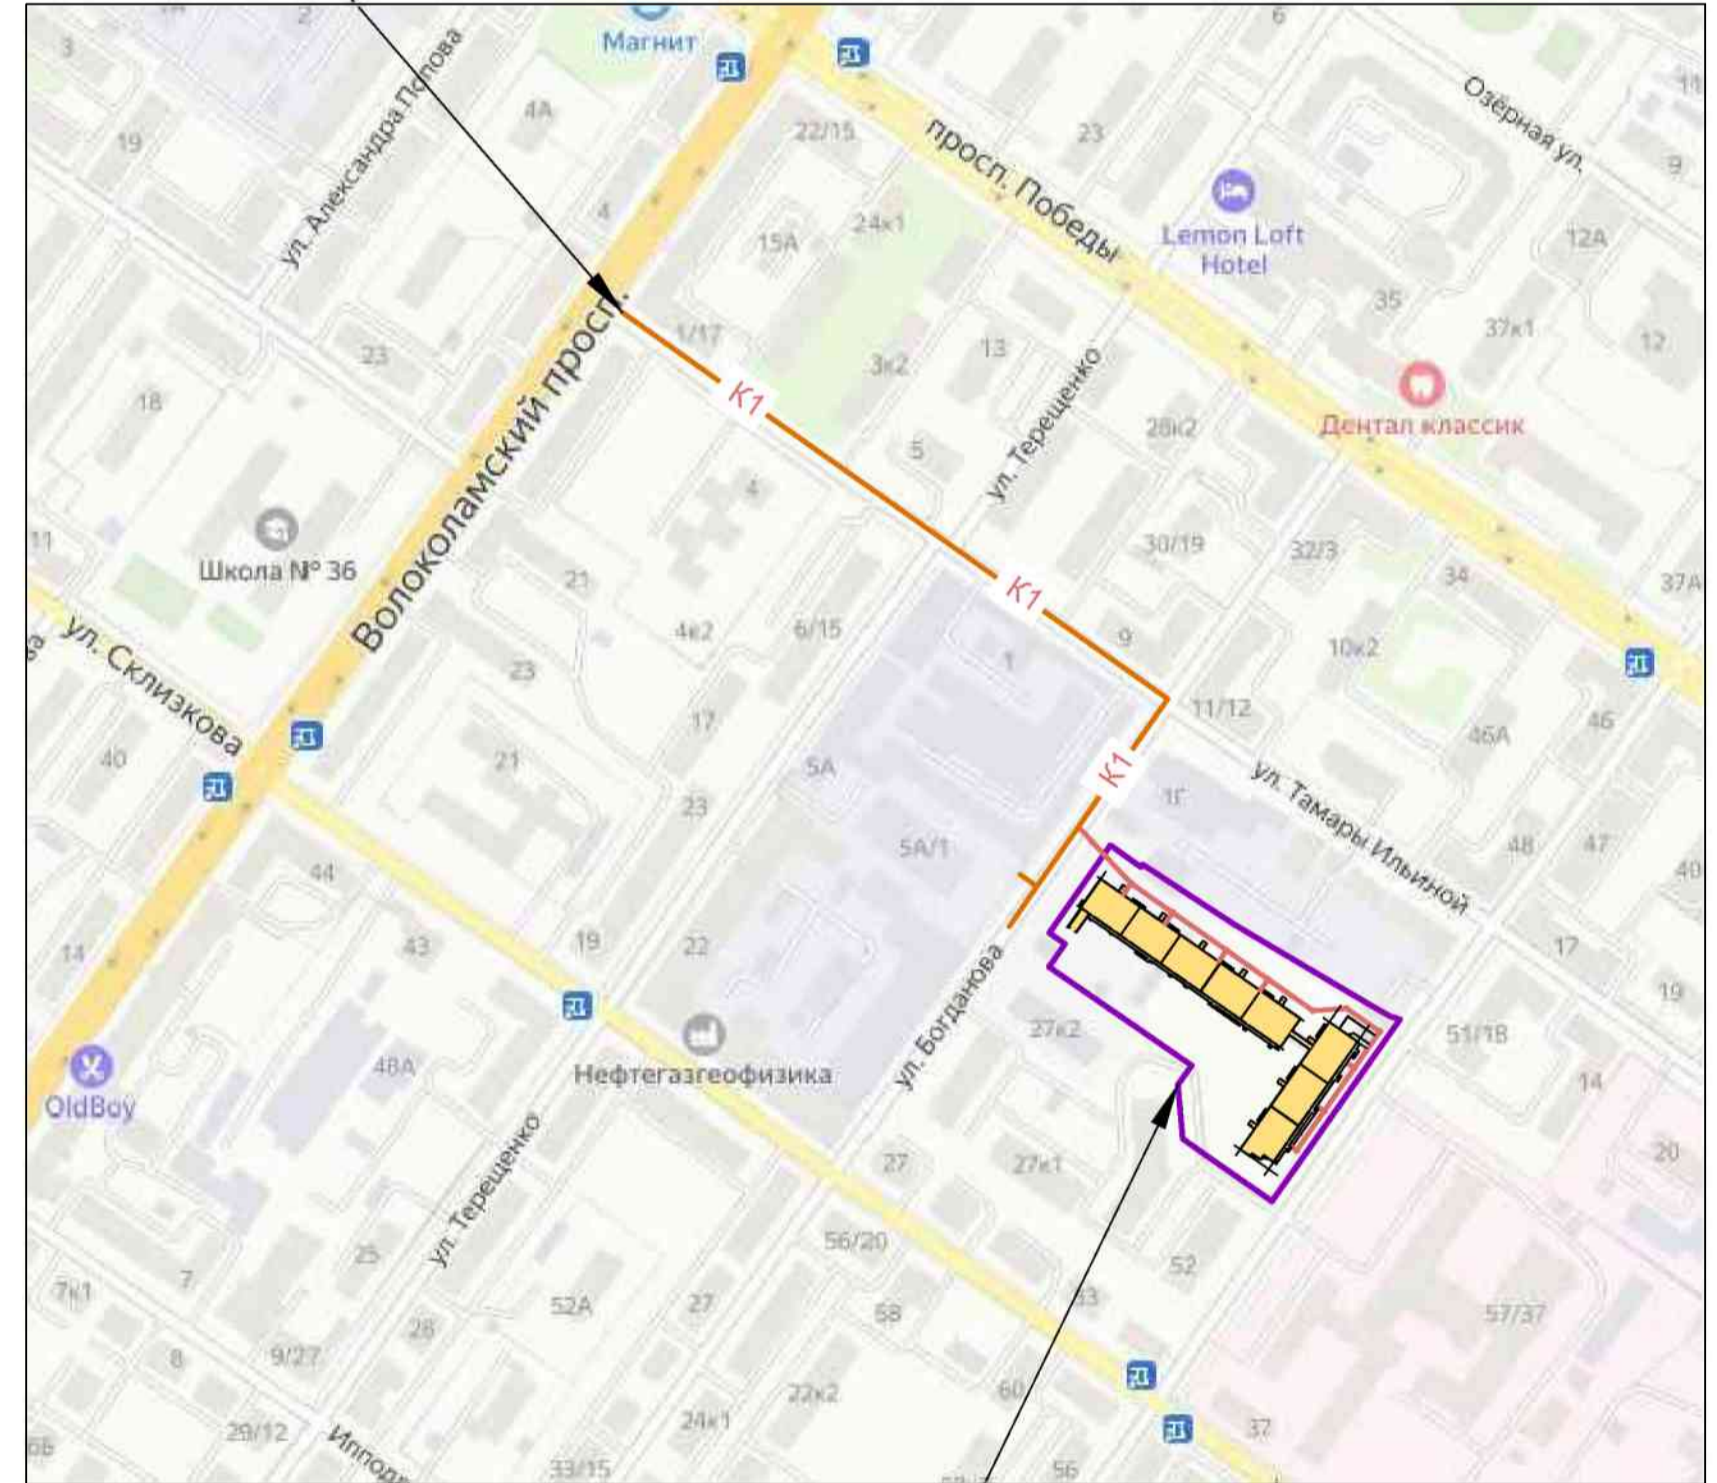 3
2
Магнит
6
Озёрная ул.
11
19
ул. Александра Попова
4А
22/15
просп. Победы
23
9
4
15А
24к1
Lemon Loft
Hotel
12А
35
37к1
12
23
1/17
3к2
13
ул. Терещенко
18
К1
Дентал классик
28к2
5
4
11
Школа № 36
Волоколамский просп.
21
К1
30/19
32/3
34
37А
ул. Склизкова
4к2
6/15
1
9
10к2
23
17
11/12
46А
46
40
21
5А
К1
1Г
ул. Тамары Ильиной
23
5А/1
48
47
44
40
14
43
19
22
17
ул. Богданова
19
27к2
51/18
Нефтегазгеофизика
48А
OldBoy
14
ул. Терещенко
27
27к1
20
25
56/20
52
7к1
7
52А
27
58
57/37
8
9/27
26
60
22к2
24к1
29/12
37
33/15
56